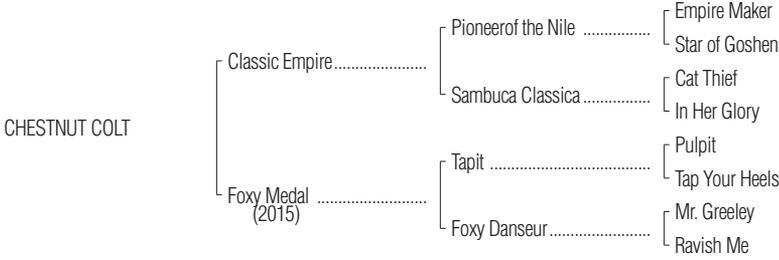 Empire Maker
Pioneerof the Nile ................
Star of Goshen
Classic Empire......................
Cat Thief
Sambuca Classica ................
In Her Glory
CHESTNUT COLT
Pulpit
Tapit ......................................
Tap Your Heels
Foxy Medal ..........................
(2015)
Mr. Greeley
Foxy Danseur........................
Ravish Me